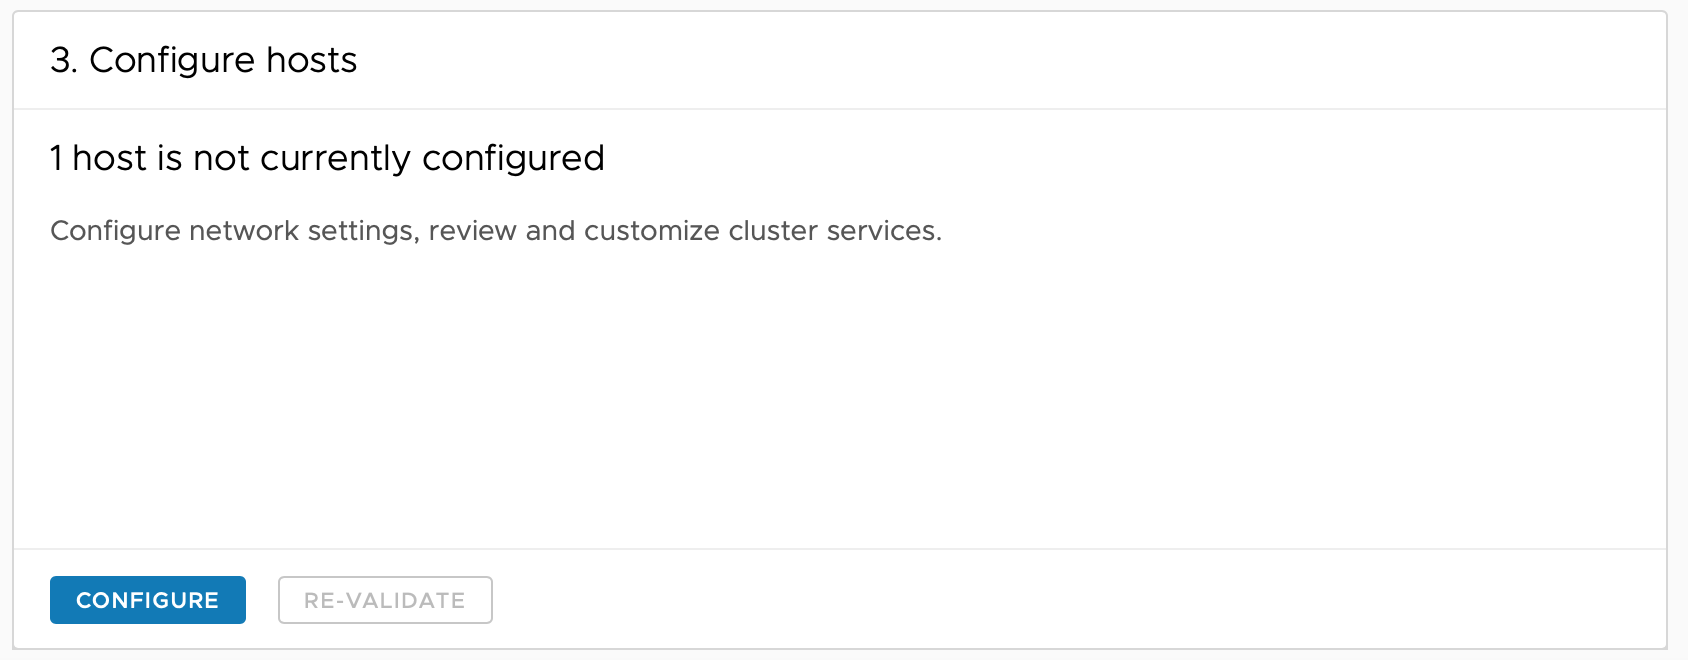 3. Configure hosts
1 host is not currently configured
Configure network settings, review and customize cluster services.
CONFIGURE
RE-VALIDATE